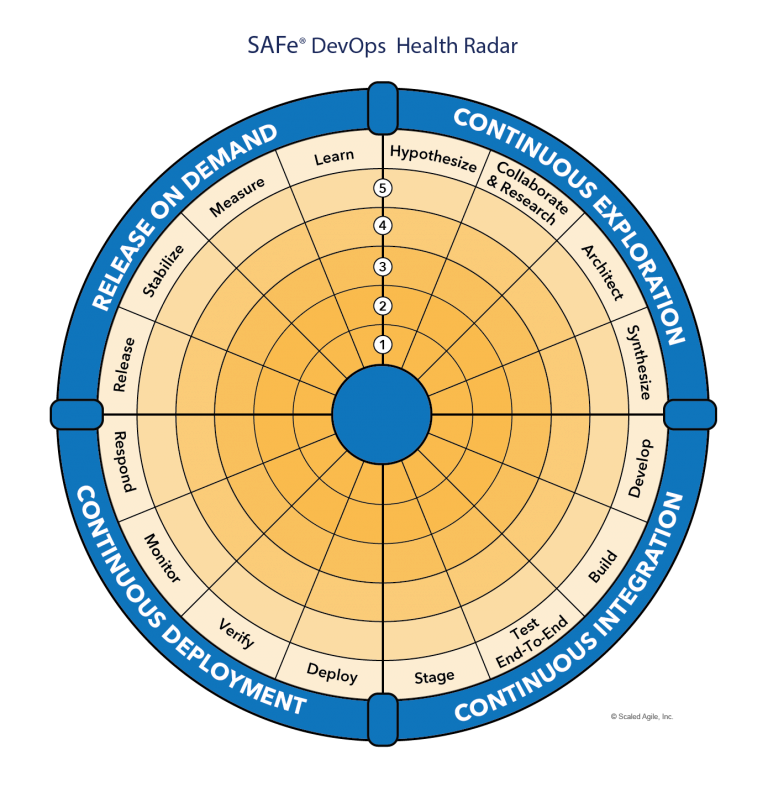 SAFe® DevOps Health Radar
CONTINUOUS EXPLORATION
Hypothesize
Collaborate
& Research
Architect
Synthesize
CONTINUOUS INTEGRATION
Develop
Build
Test
End-To-End
Stage
CONTINUOUS DEPLOYMENT
Deploy
Verify
Monitor
Respond
RELEASE ON DEMAND
Release
Stabilize
Measure
Learn
5
4
3
2
1
© Scaled Agile, Inc.